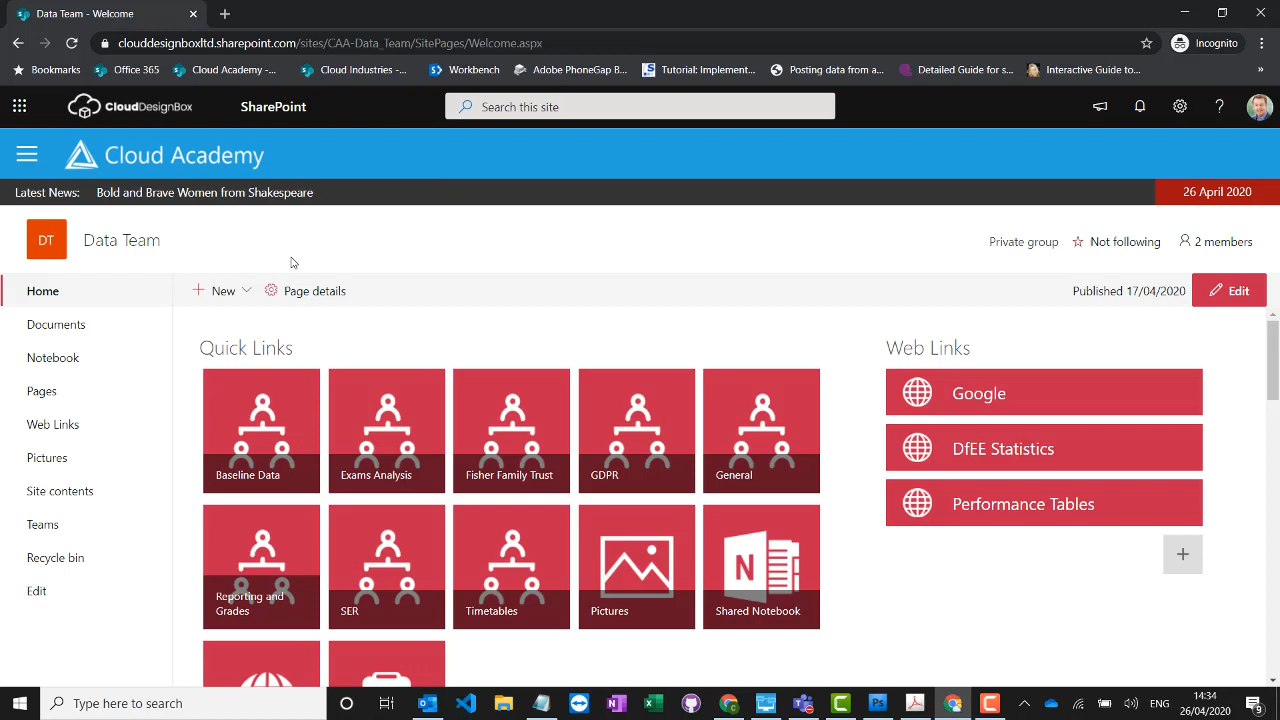 Data Team - Welcome
clouddesignboxltd.sharepoint.com/sites/CAA-Data_Team/SitePages/Welcome.aspx
Incognito
Bookmarks
Office 365
Cloud Academy -...
Cloud Industries -...
Workbench
Adobe PhoneGap B...
Tutorial: Implement...
Posting data from a...
Detailed Guide for s...
Interactive Guide to...
»
CloudDesignBox
SharePoint
Search this site
Cloud Academy
Latest News: Bold and Brave Women from Shakespeare
26 April 2020
DT
Data Team
Private group
Not following
2 members
Home
Documents
Notebook
Pages
Web Links
Pictures
Site contents
Teams
Recycle bin
Edit
New
Page details
Published 17/04/2020
Edit
Quick Links
Baseline Data
Exams Analysis
Fisher Family Trust
GDPR
General
Reporting and
Grades
SER
Timetables
Pictures
N
Shared Notebook
Web Links
Google
DfEE Statistics
Performance Tables
Type here to search
ENG
14:34
26/04/2020
9